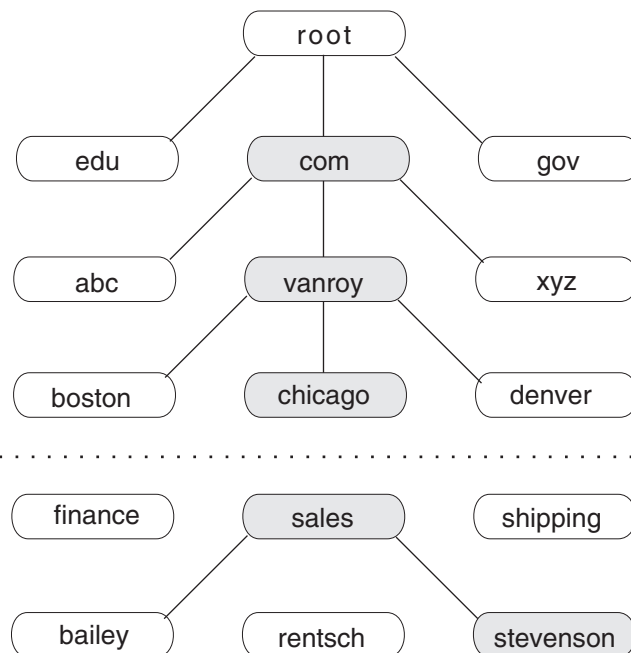 root
edu com gov
abc vanroy xyz
boston chicago denver
finance sales shipping
bailey rentsch stevenson